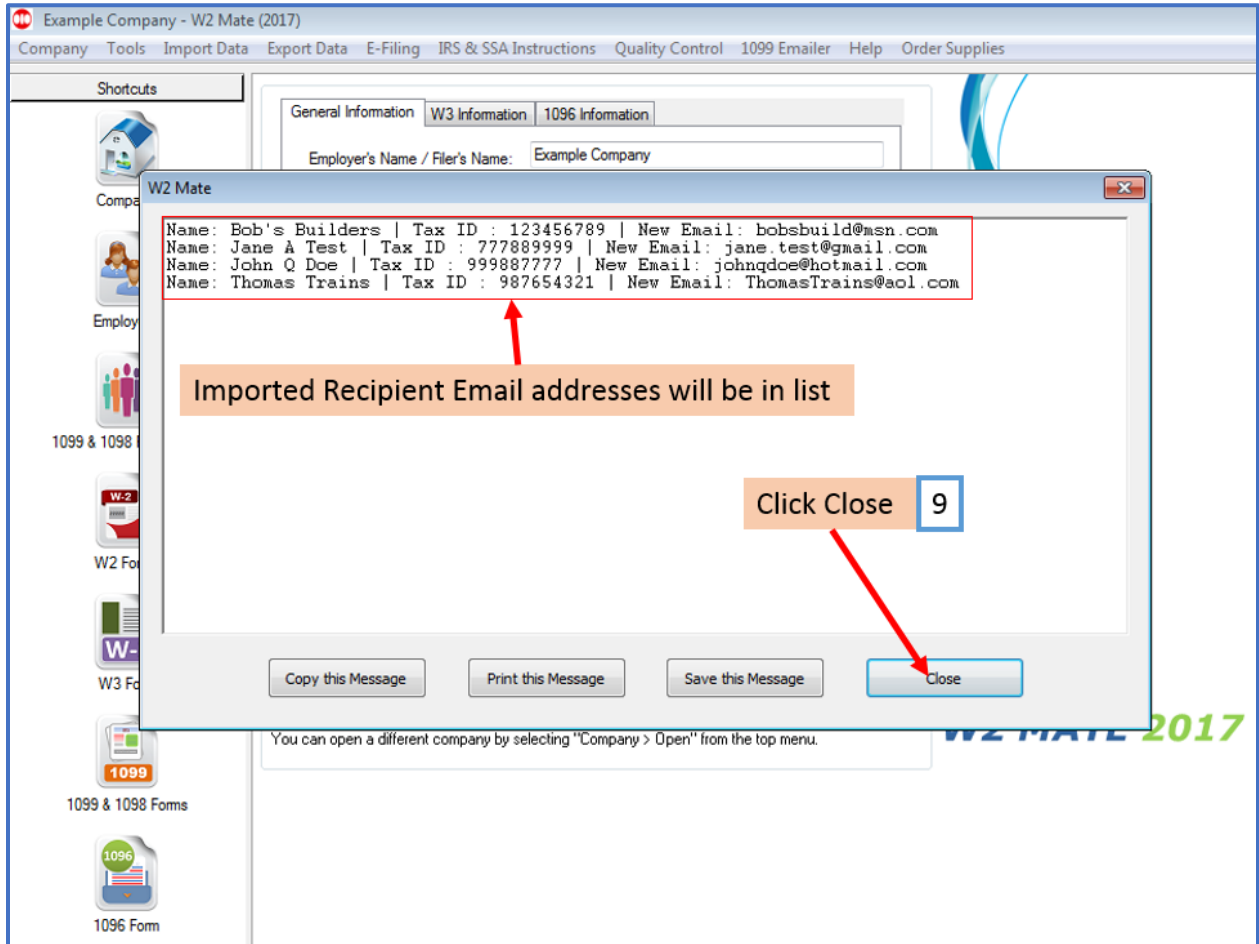 Example Company - W2 Mate (2017)
Company Tools Import Data Export Data E-Filing IRS & SSA Instructions Quality Control 1099 Emailer Help Order Supplies
Shortcuts
General Information W3 Information 1096 Information
Employer's Name / Filer's Name: Example Company
Compa
W2 Mate
Name: Bob's Builders | Tax ID : 123456789 | New Email: bobsbuild@msn.com
Name: Jane A Test | Tax ID : 777889999 | New Email: jane.test@gmail.com
Name: John Q Doe | Tax ID : 999887777 | New Email: johnqdoe@hotmail.com
Name: Thomas Trains | Tax ID : 987654321 | New Email: ThomasTrains@aol.com
Employ
Imported Recipient Email addresses will be in list
1099 & 1098
Click Close 9
W-2
W2 Fo
W-
W3 Fo
Copy this Message Print this Message Save this Message Close
You can open a different company by selecting "Company > Open" from the top menu.
W2 MATE 2017
1099
1099 & 1098 Forms
1096
1096 Form